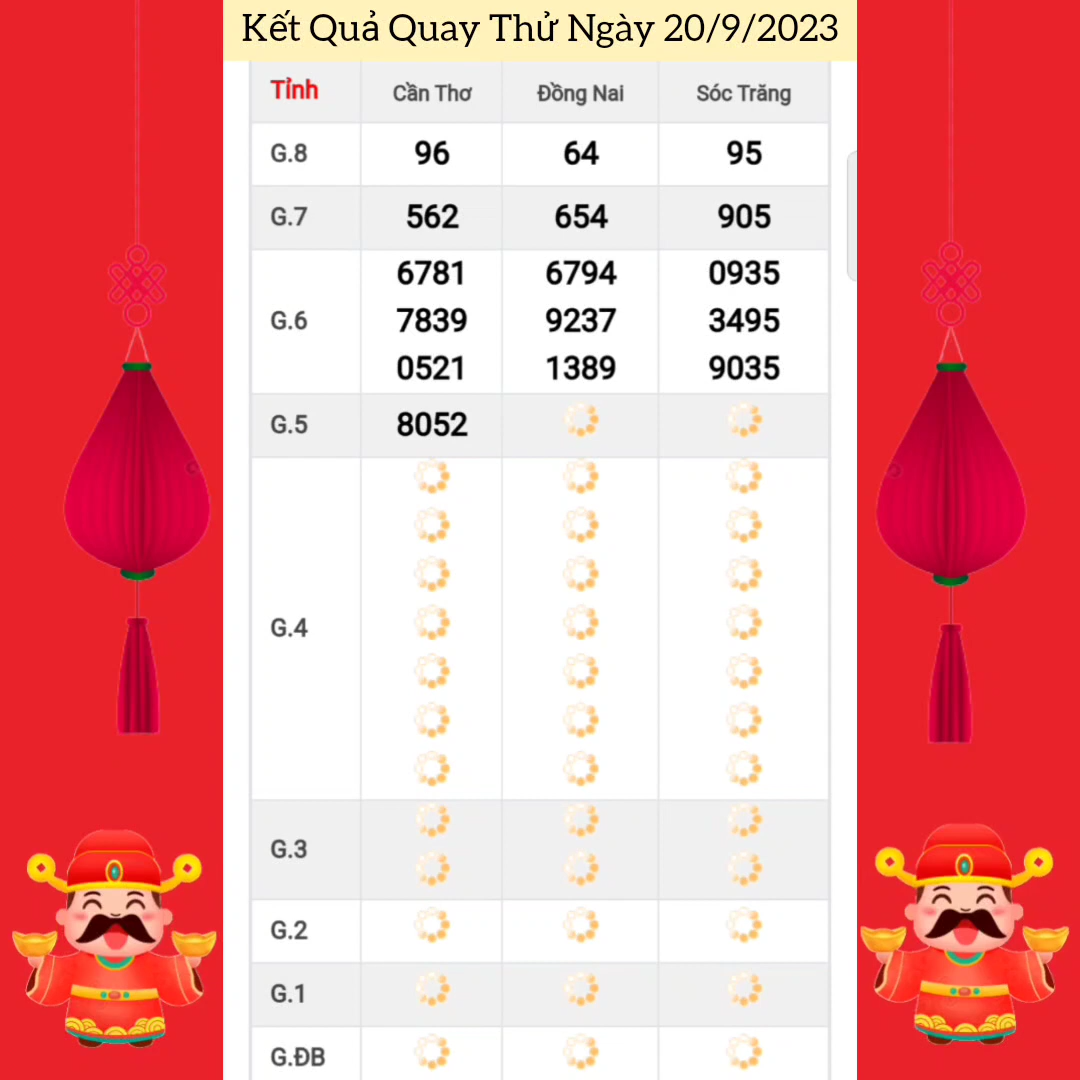 Kết Quả Quay Thử Ngày 20/9/2023
Tỉnh Cần Thơ Đồng Nai Sóc Trăng
G.8 96 64 95
G.7 562 654 905
6781 6794 0935
G.6 7839 9237 3495
0521 1389 9035
G.5 8052
G.4
G.3
G.2
G.1
G.ĐB